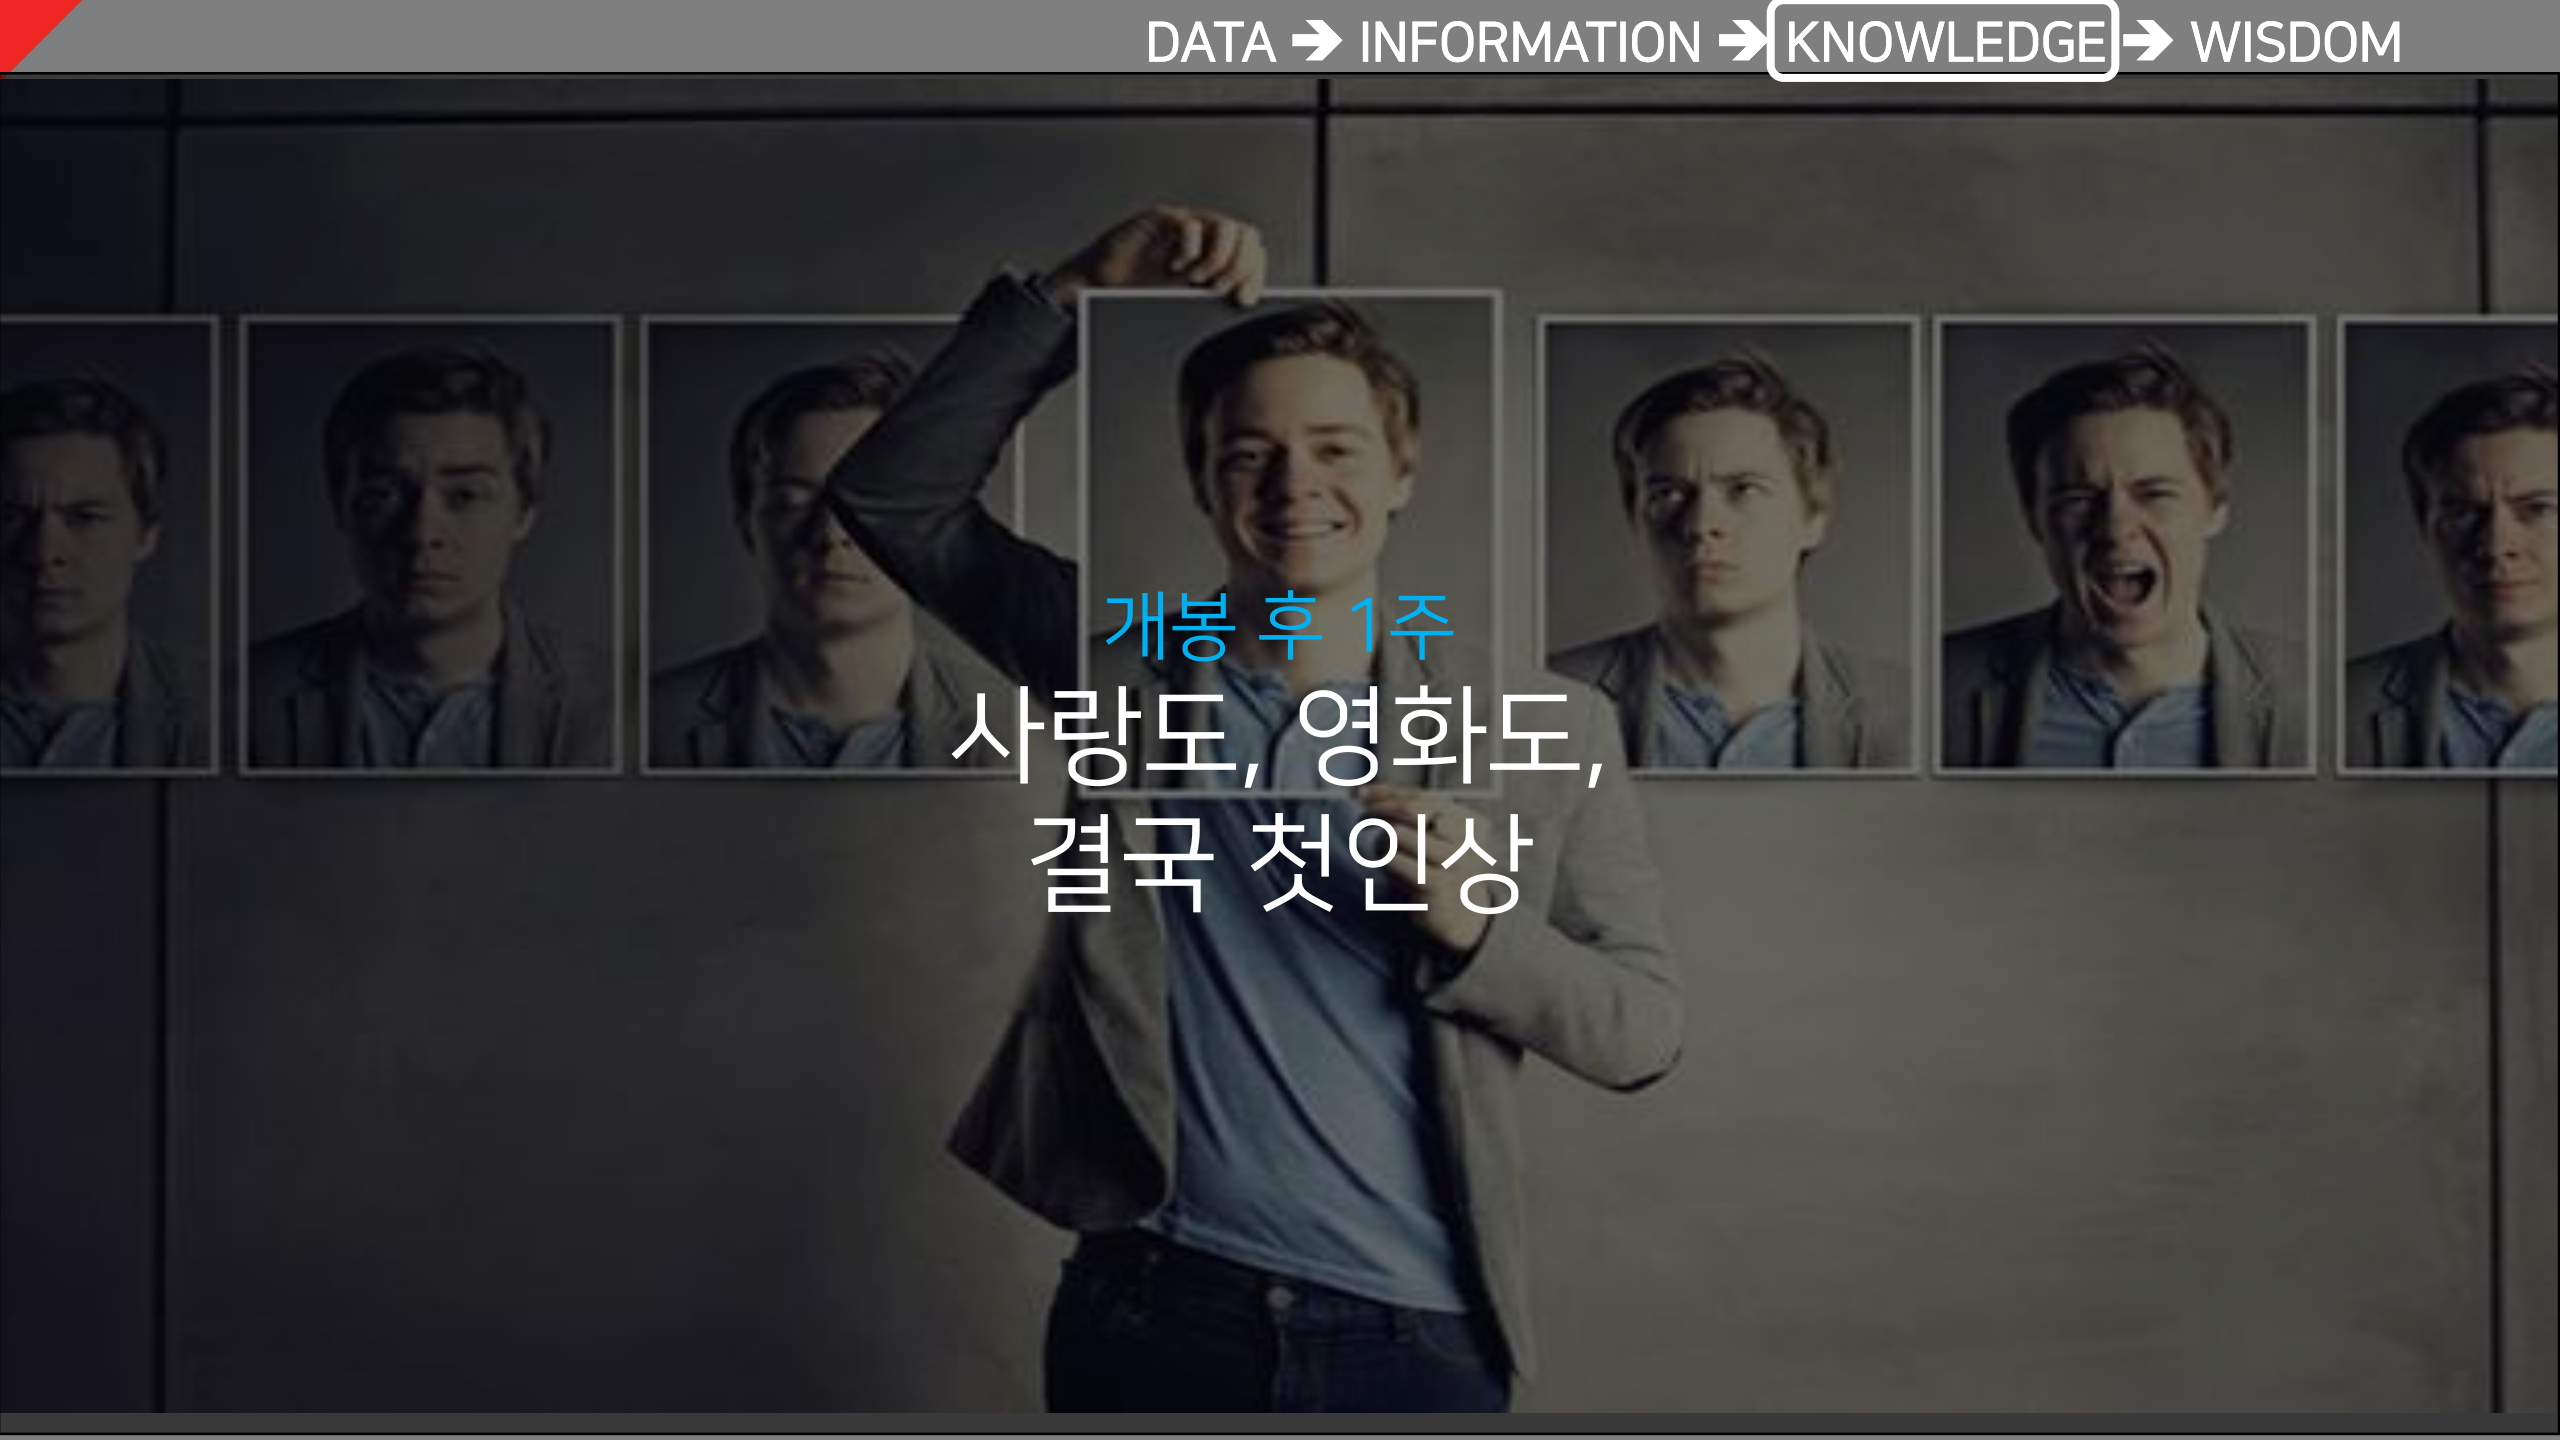 DATA → INFORMATION → KNOWLEDGE → WISDOM
개봉 후 1주
사랑도, 영화도,
결국 첫인상